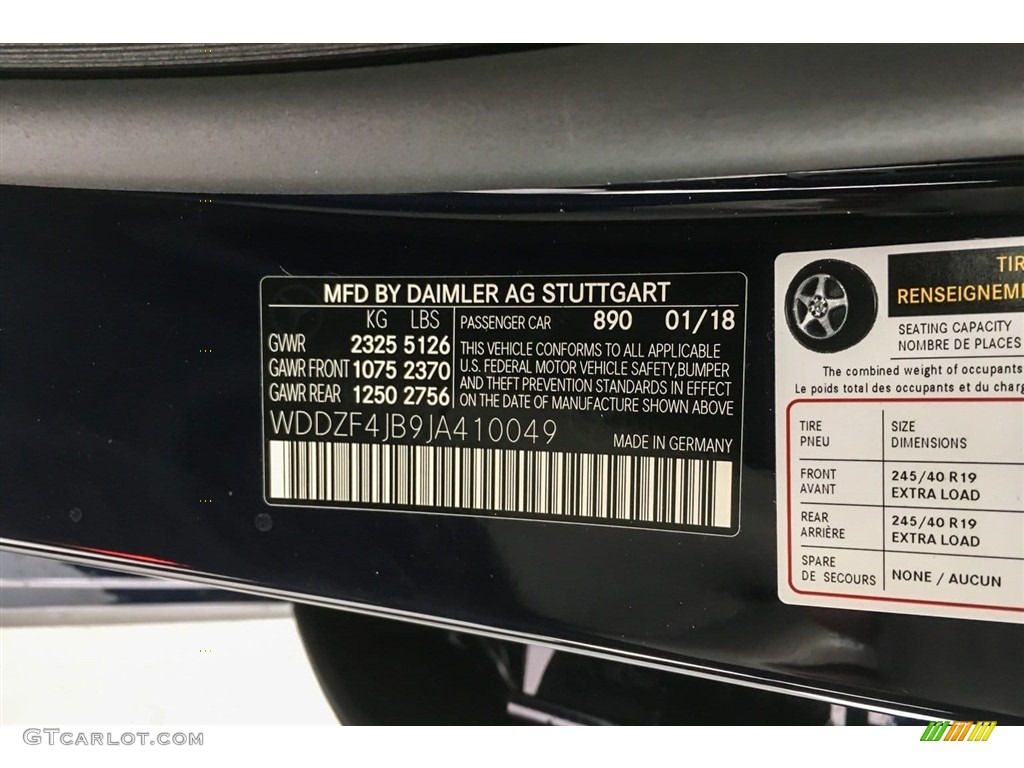 MFD BY DAIMLER AG STUTTGART
KG LBS
GVWR 2325 5126
GAWR FRONT 1075 2370
GAWR REAR 1250 2756
PASSENGER CAR 890 01/18
THIS VEHICLE CONFORMS TO ALL APPLICABLE
U.S. FEDERAL MOTOR VEHICLE SAFETY,BUMPER
AND THEFT PREVENTION STANDARDS IN EFFECT
ON THE DATE OF MANUFACTURE SHOWN ABOVE
WDDZF4JB9JA410049
MADE IN GERMANY
SEATING CAPACITY
NOMBRE DE PLACES
The combined weight of occupants
Le poids total des occupants et du
TIRE
PNEU
SIZE
DIMENSIONS
FRONT
AVANT
245/40 R19
EXTRA LOAD
REAR
ARRIÈRE
245/40 R19
EXTRA LOAD
SPARE
DE SECOURS
NONE / AUCUN
GTCARLOT.COM